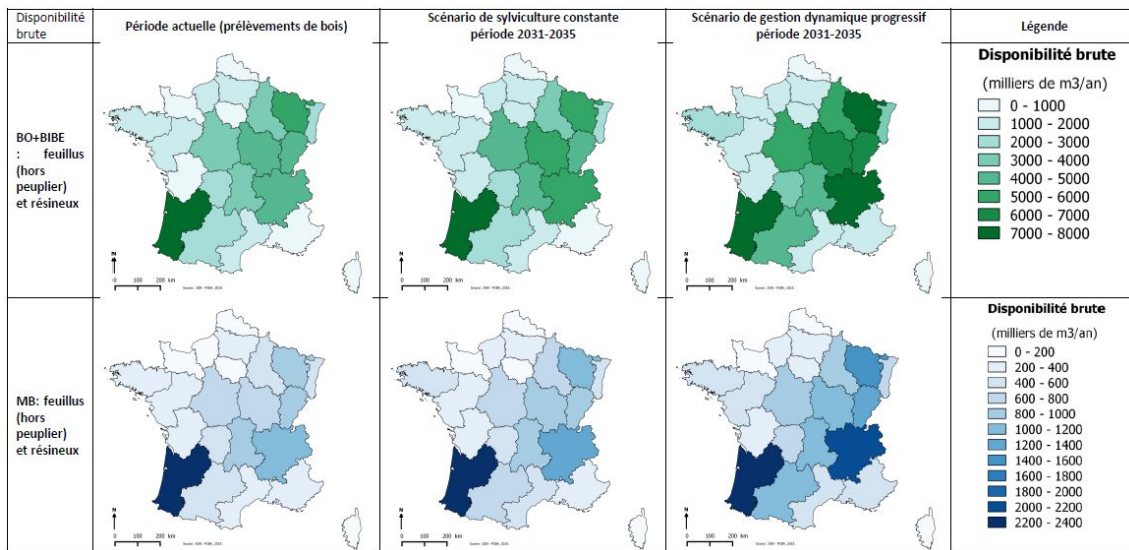 Disponibilité
brute
Période actuelle (prélèvements de bois)
Scénario de sylviculture constante
période 2031-2035
Scénario de gestion dynamique progressif
période 2031-2035
Légende
BO+BIBE
: feuillus
(hors
peuplier)
et résineux
N
0 100 200 km
N
0 100 200 km
N
0 100 200 km
Disponibilité brute
(milliers de m3/an)
0 - 1000
1000 - 2000
2000 - 3000
3000 - 4000
4000 - 5000
5000 - 6000
6000 - 7000
7000 - 8000
MB: feuillus
(hors
peuplier)
et résineux
N
0 100 200 km
N
0 100 200 km
N
0 100 200 km
Disponibilité brute
(milliers de m3/an)
0 - 200
200 - 400
400 - 600
600 - 800
800 - 1000
1000 - 1200
1200 - 1400
1400 - 1600
1600 - 1800
1800 - 2000
2000 - 2200
2200 - 2400